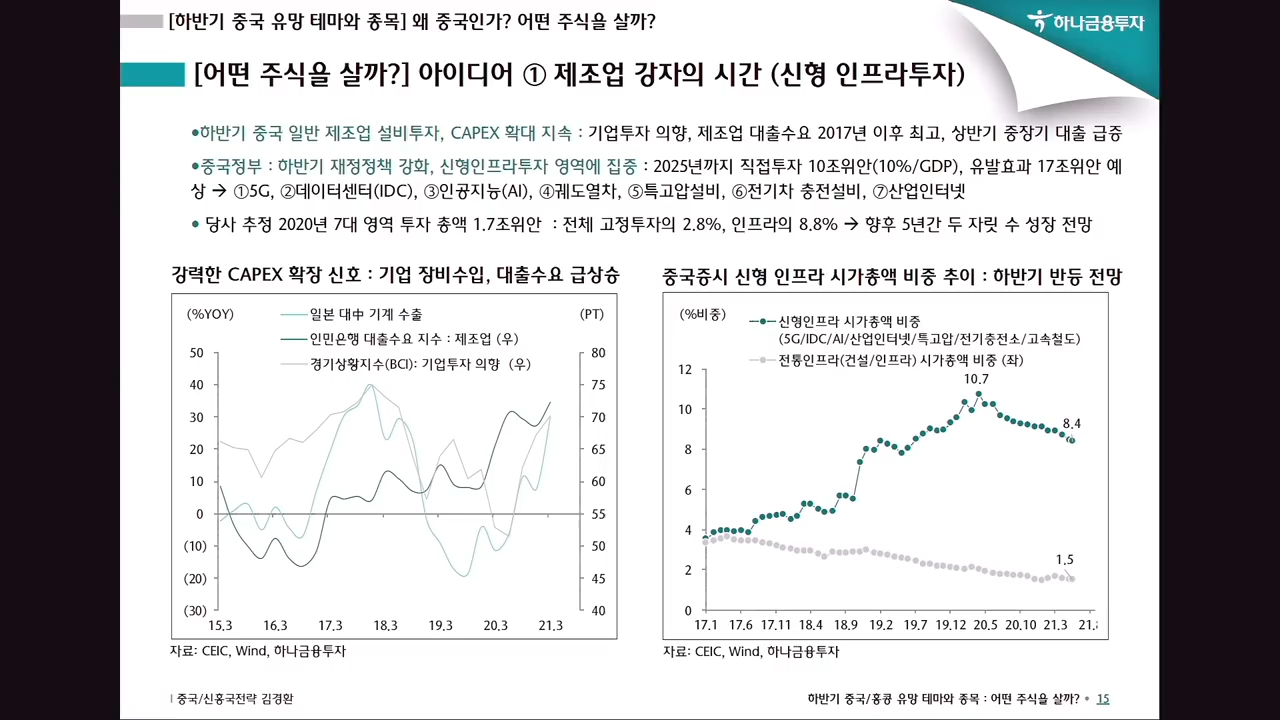 [하반기 중국 유망 테마와 종목] 왜 중국인가? 어떤 주식을 살까?
하나금융투자
[어떤 주식을 살까?] 아이디어 ① 제조업 강자의 시간 (신형 인프라투자)
•하반기 중국 일반 제조업 설비투자, CAPEX 확대 지속 : 기업투자 의향, 제조업 대출수요 2017년 이후 최고, 상반기 중장기 대출 급증
•중국정부 : 하반기 재정정책 강화, 신형인프라투자 영역에 집중 : 2025년까지 직접투자 10조위안(10%/GDP), 유발효과 17조위안 예
상 → ①5G, ②데이터센터(IDC), ③인공지능(AI), ④궤도열차, ⑤특고압설비, ⑥전기차 충전설비, ⑦산업인터넷
• 당사 추정 2020년 7대 영역 투자 총액 1.7조위안 : 전체 고정투자의 2.8%, 인프라의 8.8% → 향후 5년간 두 자릿 수 성장 전망
강력한 CAPEX 확장 신호 : 기업 장비수입, 대출수요 급상승
(%YOY)
(PT)
일본 대中 기계 수출
인민은행 대출수요 지수 : 제조업 (우)
경기상황지수(BCI): 기업투자 의향 (우)
50
40
30
20
10
0
(10)
(20)
(30)
80
75
70
65
60
55
50
45
40
15.3 16.3 17.3 18.3 19.3 20.3 21.3
자료: CEIC, Wind, 하나금융투자
중국증시 신형 인프라 시가총액 비중 추이 : 하반기 반등 전망
(%비중)
신형인프라 시가총액 비중
(5G/IDC/AI/산업인터넷/특고압/전기충전소/고속철도)
전통인프라(건설/인프라) 시가총액 비중 (좌)
12
10
8
6
4
2
0
10.7
8.4
1.5
17.1 17.6 17.11 18.4 18.9 19.2 19.7 19.12 20.5 20.10 21.3
자료: CEIC, Wind, 하나금융투자
중국/신흥국전략 김경환
하반기 중국/홍콩 유망 테마와 종목 : 어떤 주식을 살까? • 15